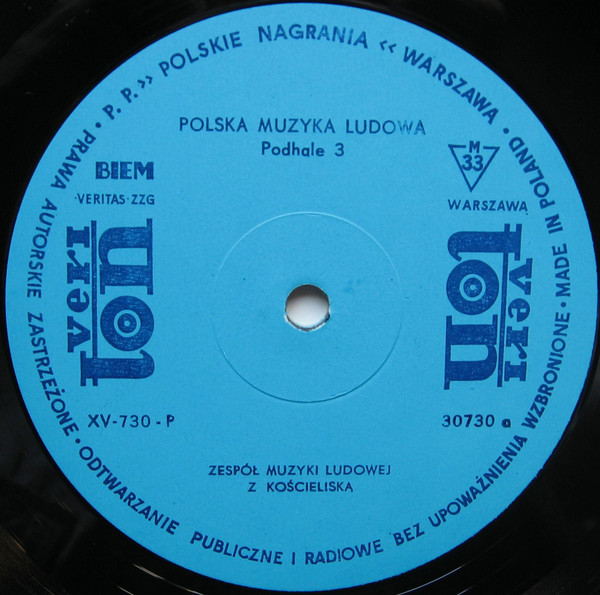 P. P. >> POLSKIE NAGRANIA << WARSZAWA • MADE IN POLAND •
PRAWA AUTORSKIE ZASTRZEŻONE • ODTWARZANIE PUBLICZNE I RADIOWE BEZ UPOWAŻNIENIA WZBRONIONE •
POLSKA MUZYKA LUDOWA
Podhale 3
BIEM
VERITAS-ZZG
M
33
WARSZAWA
veri
ton
veri
ton
XV-730-P
30730 a
ZESPÓŁ MUZYKI LUDOWEJ
Z KOŚCIELISKA